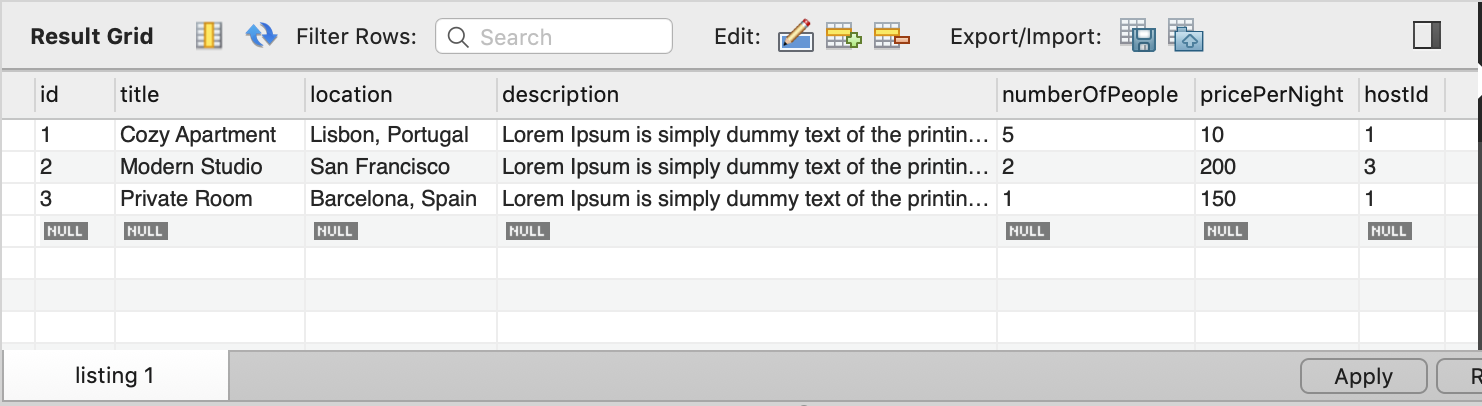 Result Grid Filter Rows: Search Edit: Export/Import:
id title location description numberOfPeople pricePerNight hostId
1 Cozy Apartment Lisbon, Portugal Lorem Ipsum is simply dummy text of the printin... 5 10 1
2 Modern Studio San Francisco Lorem Ipsum is simply dummy text of the printin... 2 200 3
3 Private Room Barcelona, Spain Lorem Ipsum is simply dummy text of the printin... 1 150 1
NULL NULL NULL NULL NULL NULL NULL
listing 1 Apply R